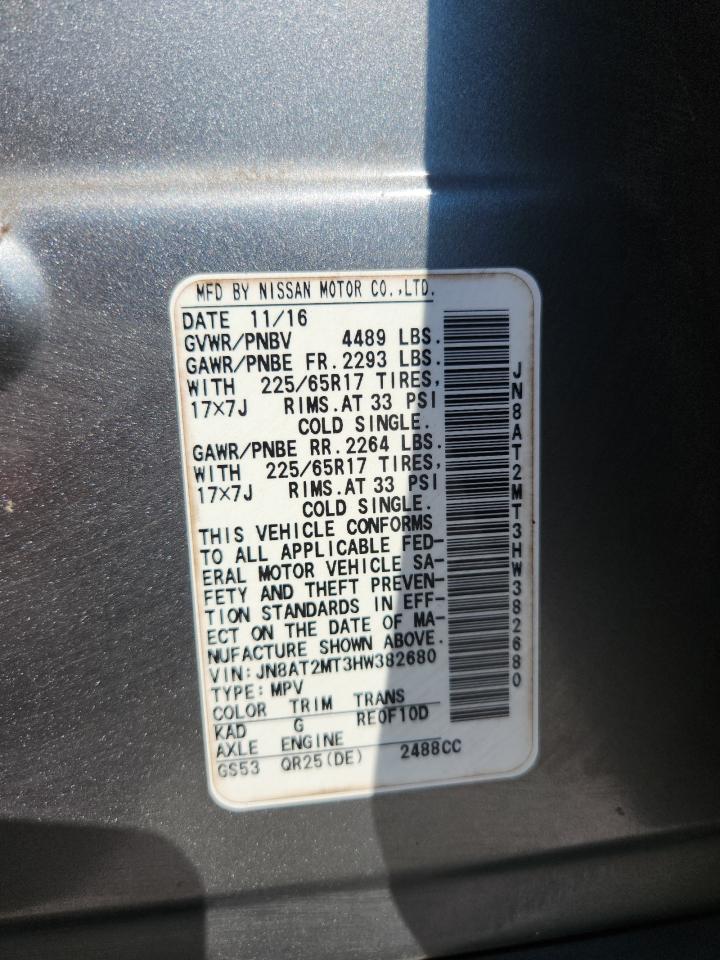 MFD BY NISSAN MOTOR CO.,LTD.
DATE 11/16
GVWR/PNBV 4489 LBS.
GAWR/PNBE FR. 2293 LBS.
WITH 225/65R17 TIRES,
17×7J RIMS. AT 33 PSI
COLD SINGLE.
GAWR/PNBE RR. 2264 LBS.
WITH 225/65R17 TIRES,
17×7J RIMS. AT 33 PSI
COLD SINGLE.
THIS VEHICLE CONFORMS
TO ALL APPLICABLE FED-
ERAL MOTOR VEHICLE SA-
FETY AND THEFT PREVEN-
TION STANDARDS IN EFF-
ECT ON THE DATE OF MA-
NUFACTURE SHOWN ABOVE.
VIN: JN8AT2MT3HW382680
TYPE: MPV
COLOR TRIM TRANS
KAD G RE0F10D
AXLE ENGINE
GS53 QR25(DE) 2488CC
JN8AT2MT3HW382680